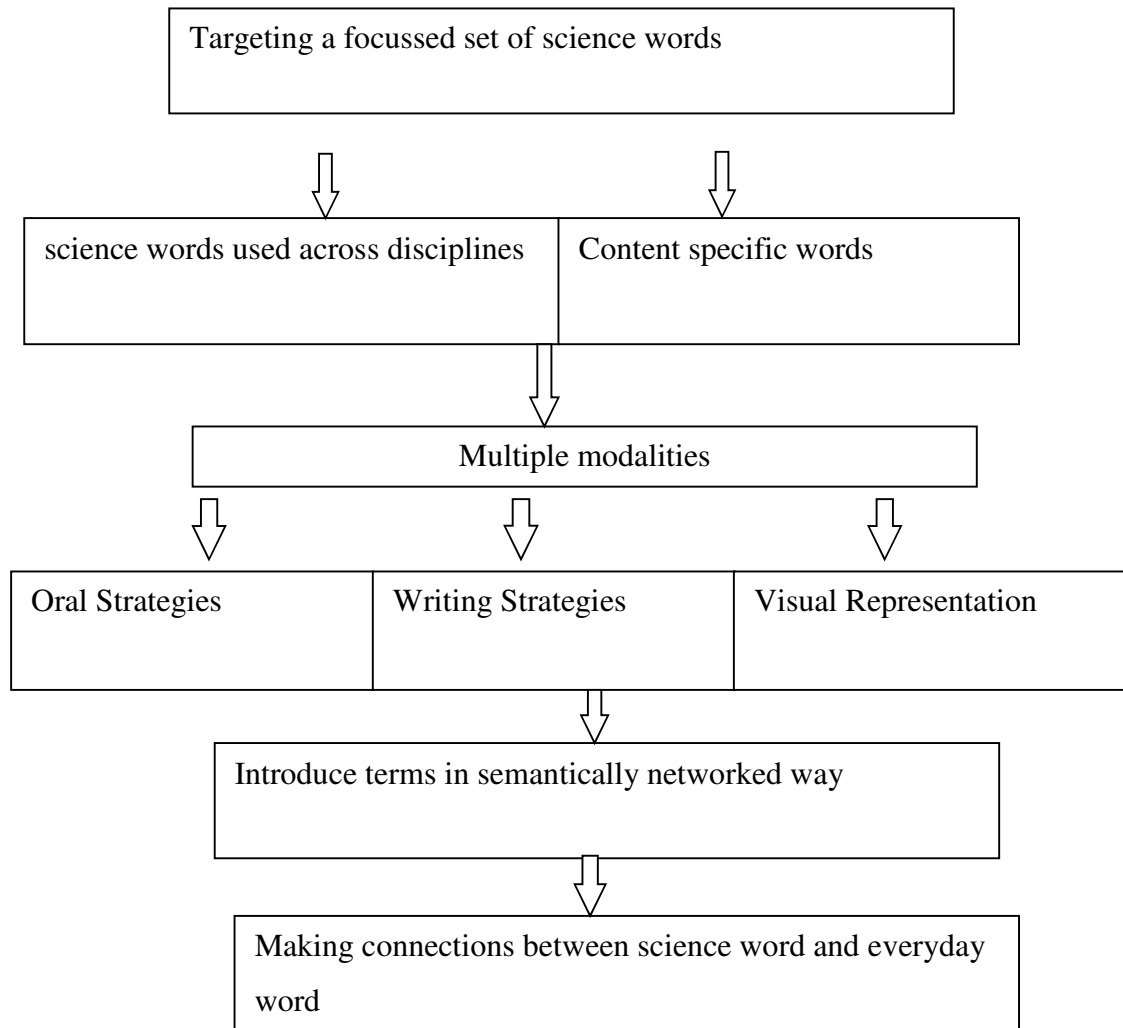 Targeting a focussed set of science words
science words used across disciplines
Content specific words
Multiple modalities
Oral Strategies
Writing Strategies
Visual Representation
Introduce terms in semantically networked way
Making connections between science word and everyday
word